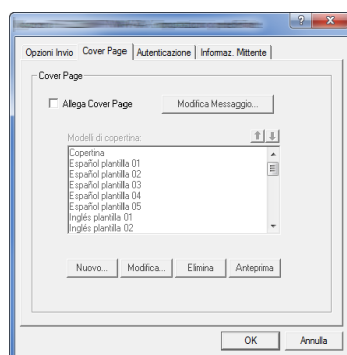 Opzioni Invio Cover Page Autenticazione Informaz. Mittente
Cover Page
Allega Cover Page Modifica Messaggio...
Modelli di copertina:
Copertina
Español plantilla 01
Español plantilla 02
Español plantilla 03
Español plantilla 04
Español plantilla 05
Inglés plantilla 01
Inglés plantilla 02
Nuovo... Modifica... Elimina Anteprima
OK Annulla